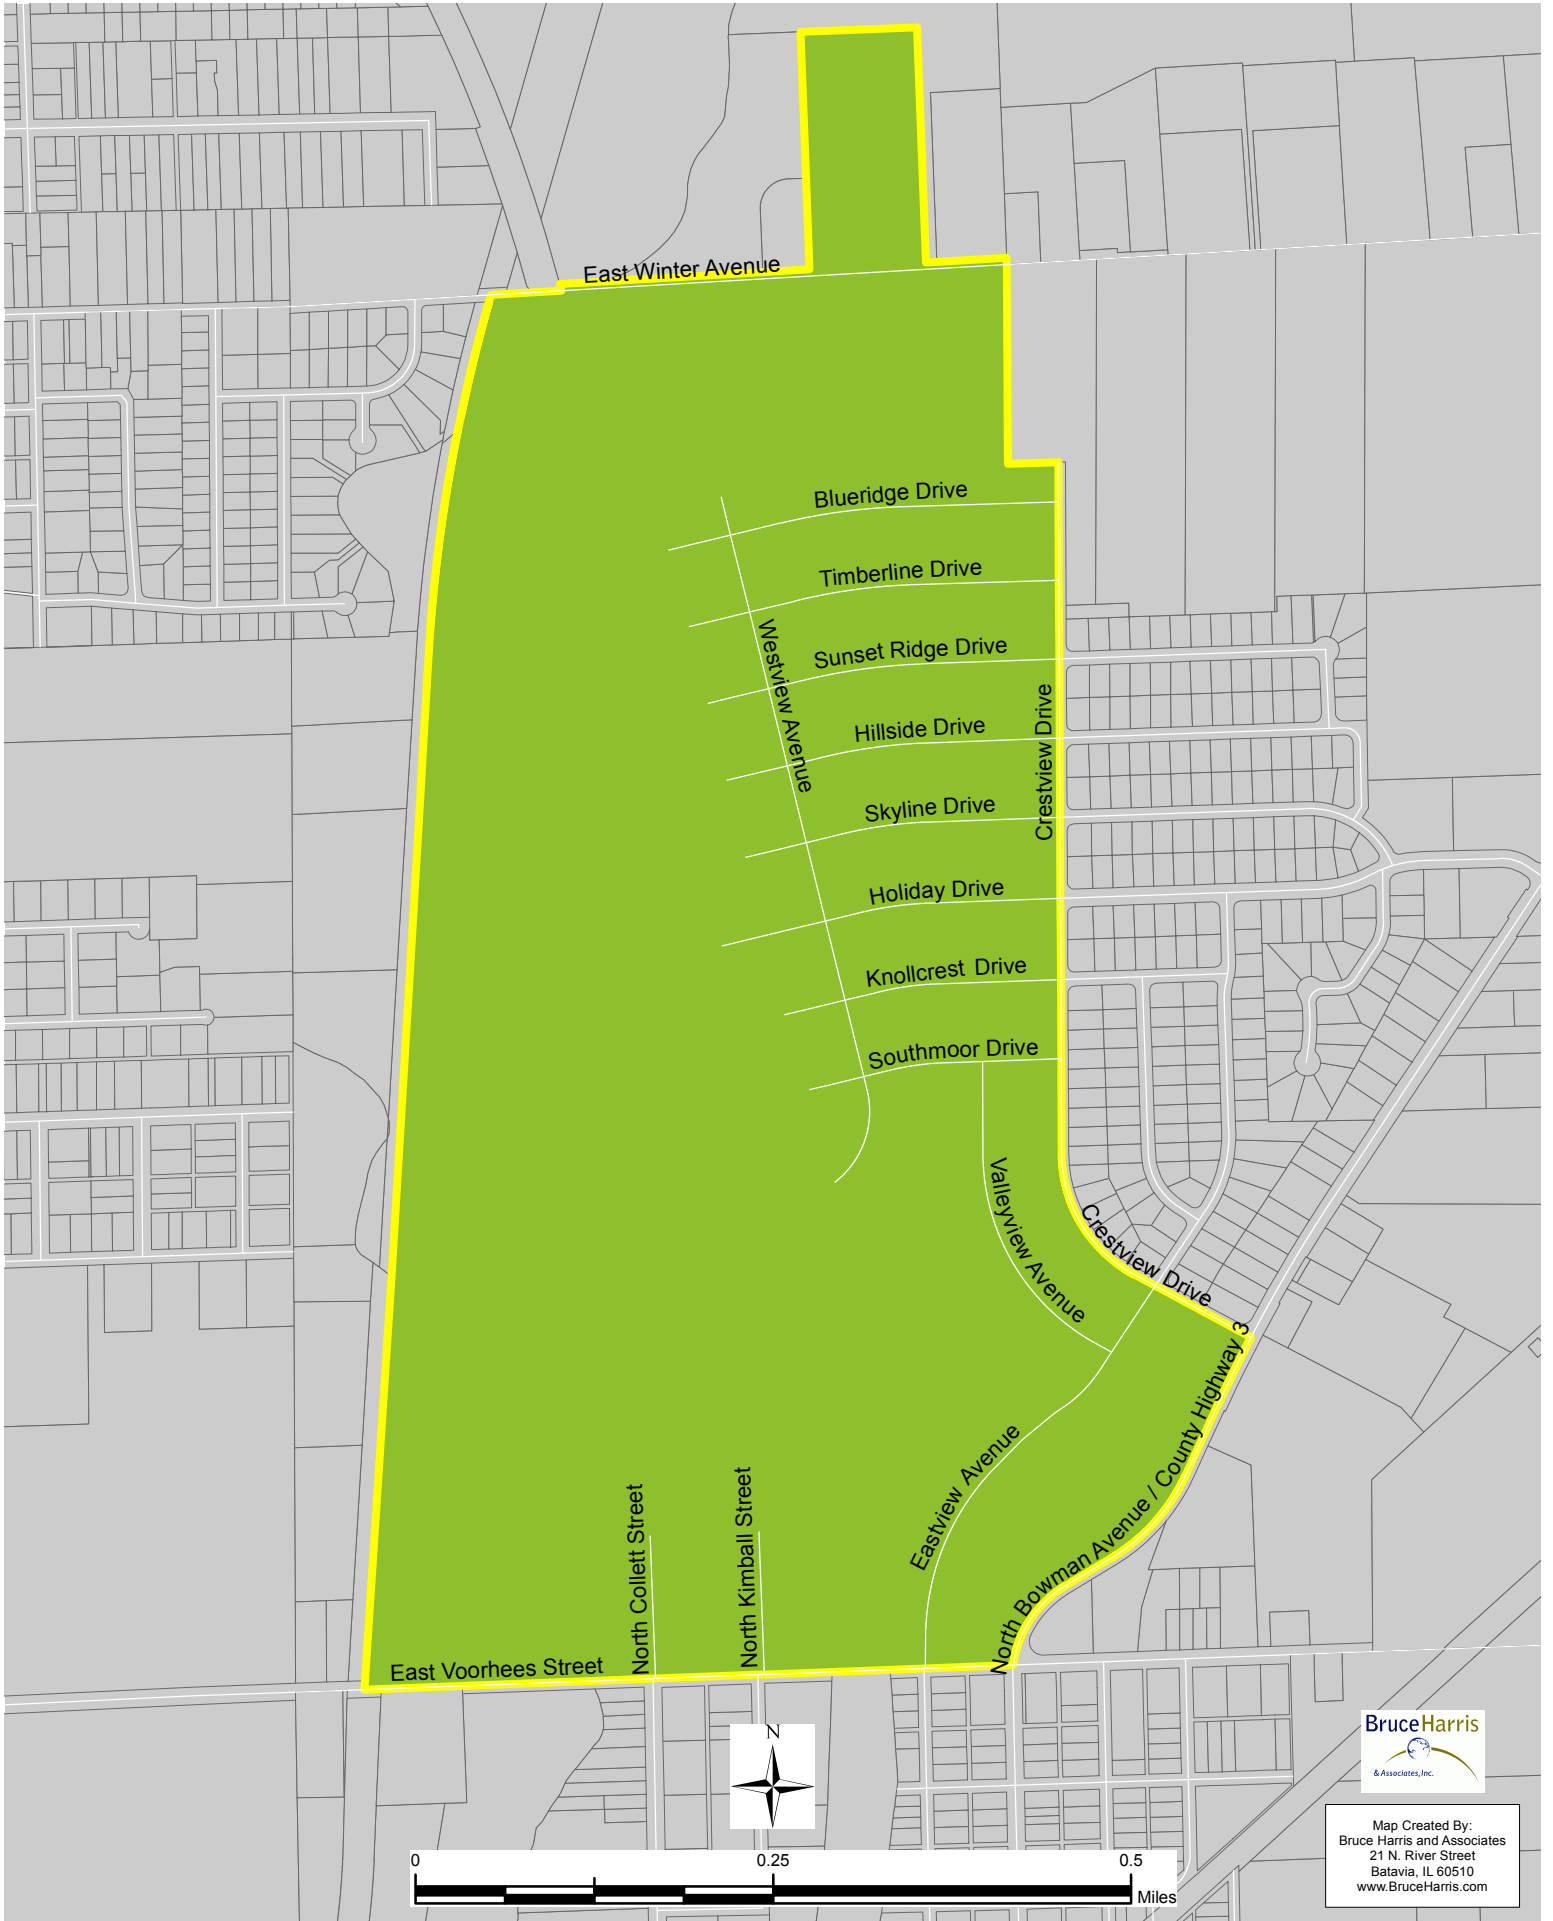 East Winter Avenue
Blueridge Drive
Timberline Drive
Westview Avenue
Sunset Ridge Drive
Crestview Drive
Hillside Drive
Skyline Drive
Holiday Drive
Knollcrest Drive
Southmoor Drive
Valleyview Avenue
Crestview Drive
North Bowman Avenue / County Highway 3
Eastview Avenue
North Collett Street
North Kimball Street
East Voorhees Street
N
BruceHarris
& Associates, Inc.
Map Created By:
Bruce Harris and Associates
21 N. River Street
Batavia, IL 60510
www.BruceHarris.com
0 0.25 0.5
Miles